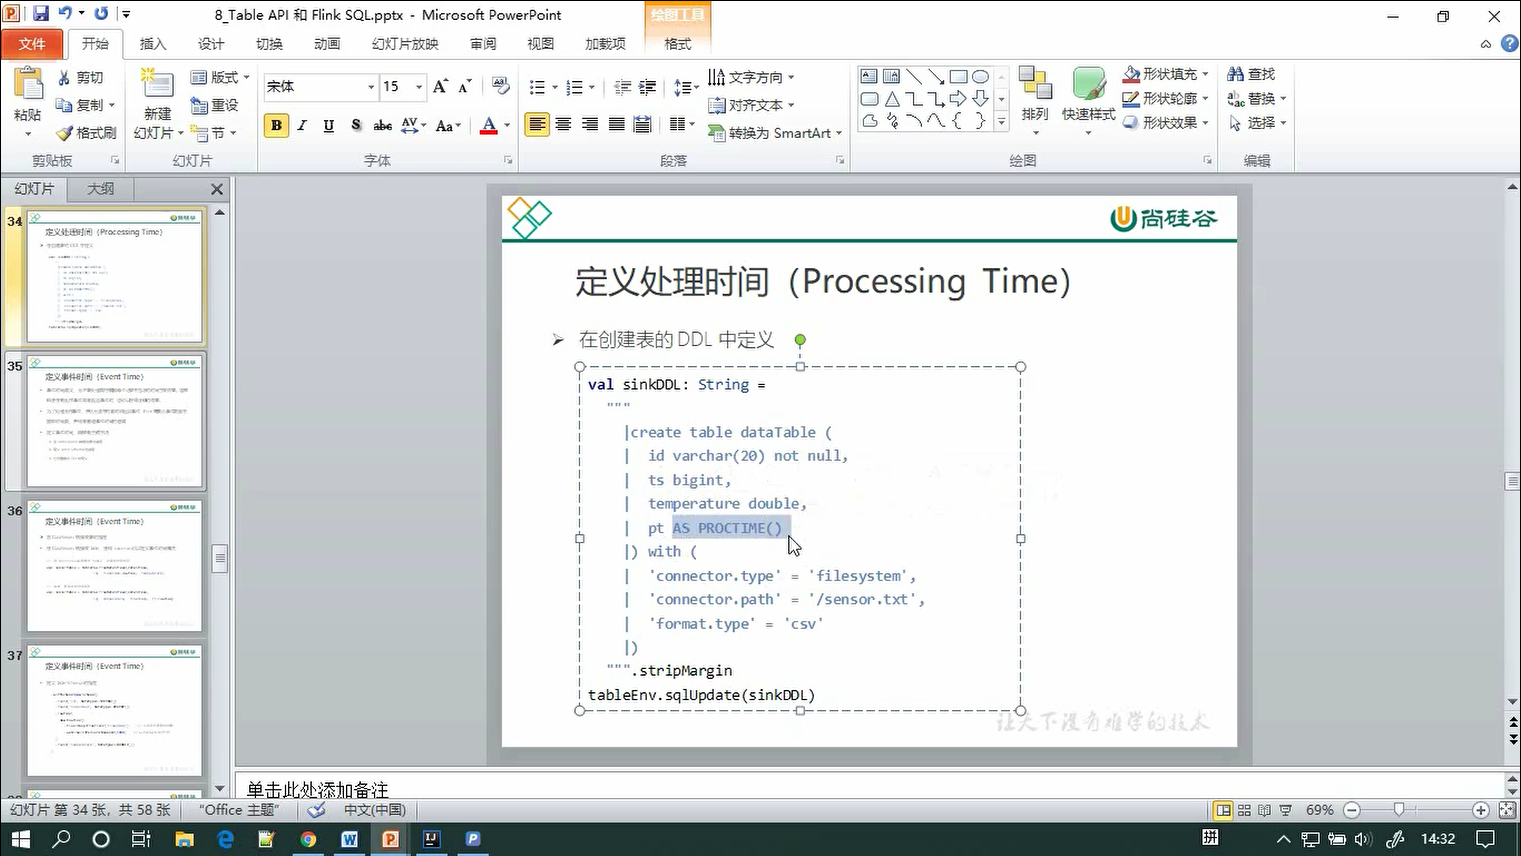 8_Table API 和 Flink SQL.pptx - Microsoft PowerPoint
绘图工具
文件
开始
插入
设计
切换
动画
幻灯片放映
审阅
视图
加载项
格式
粘贴
剪切
复制
格式刷
剪贴板
新建
幻灯片
版式
重设
节
幻灯片
宋体
15
字体
文字方向
对齐文本
转换为 SmartArt
段落
排列
快速样式
形状填充
形状轮廓
形状效果
绘图
查找
替换
选择
编辑
幻灯片
大纲
34
定义处理时间（Processing Time）
35
定义事件时间（Event Time）
36
定义事件时间（Event Time）
37
定义事件时间（Event Time）
尚硅谷
定义处理时间（Processing Time）
➢ 在创建表的 DDL 中定义
val sinkDDL: String =
"""
|create table dataTable (
| id varchar(20) not null,
| ts bigint,
| temperature double,
| pt AS PROCTIME()
|) with (
| 'connector.type' = 'filesystem',
| 'connector.path' = '/sensor.txt',
| 'format.type' = 'csv'
|)
""".stripMargin
tableEnv.sqlUpdate(sinkDDL)
让天下没有难学的技术
单击此处添加备注
幻灯片 第 34 张，共 58 张
"Office 主题"
中文(中国)
69%
拼
14:32